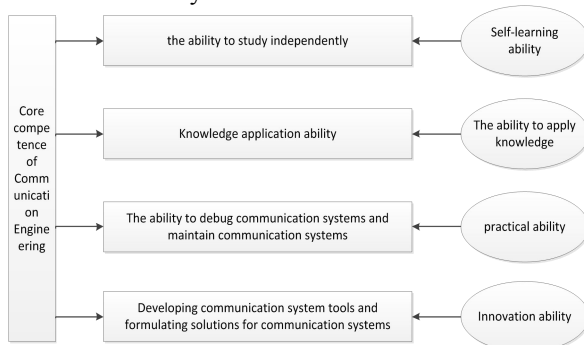 Core
compe
tence
of
Comm
unicati
on
Engine
ering
the ability to study independently
Self-learning
ability
Knowledge application ability
The ability to apply
knowledge
The ability to debug communication systems and
maintain communication systems
practical ability
Developing communication system tools and
formulating solutions for communication systems
Innovation ability